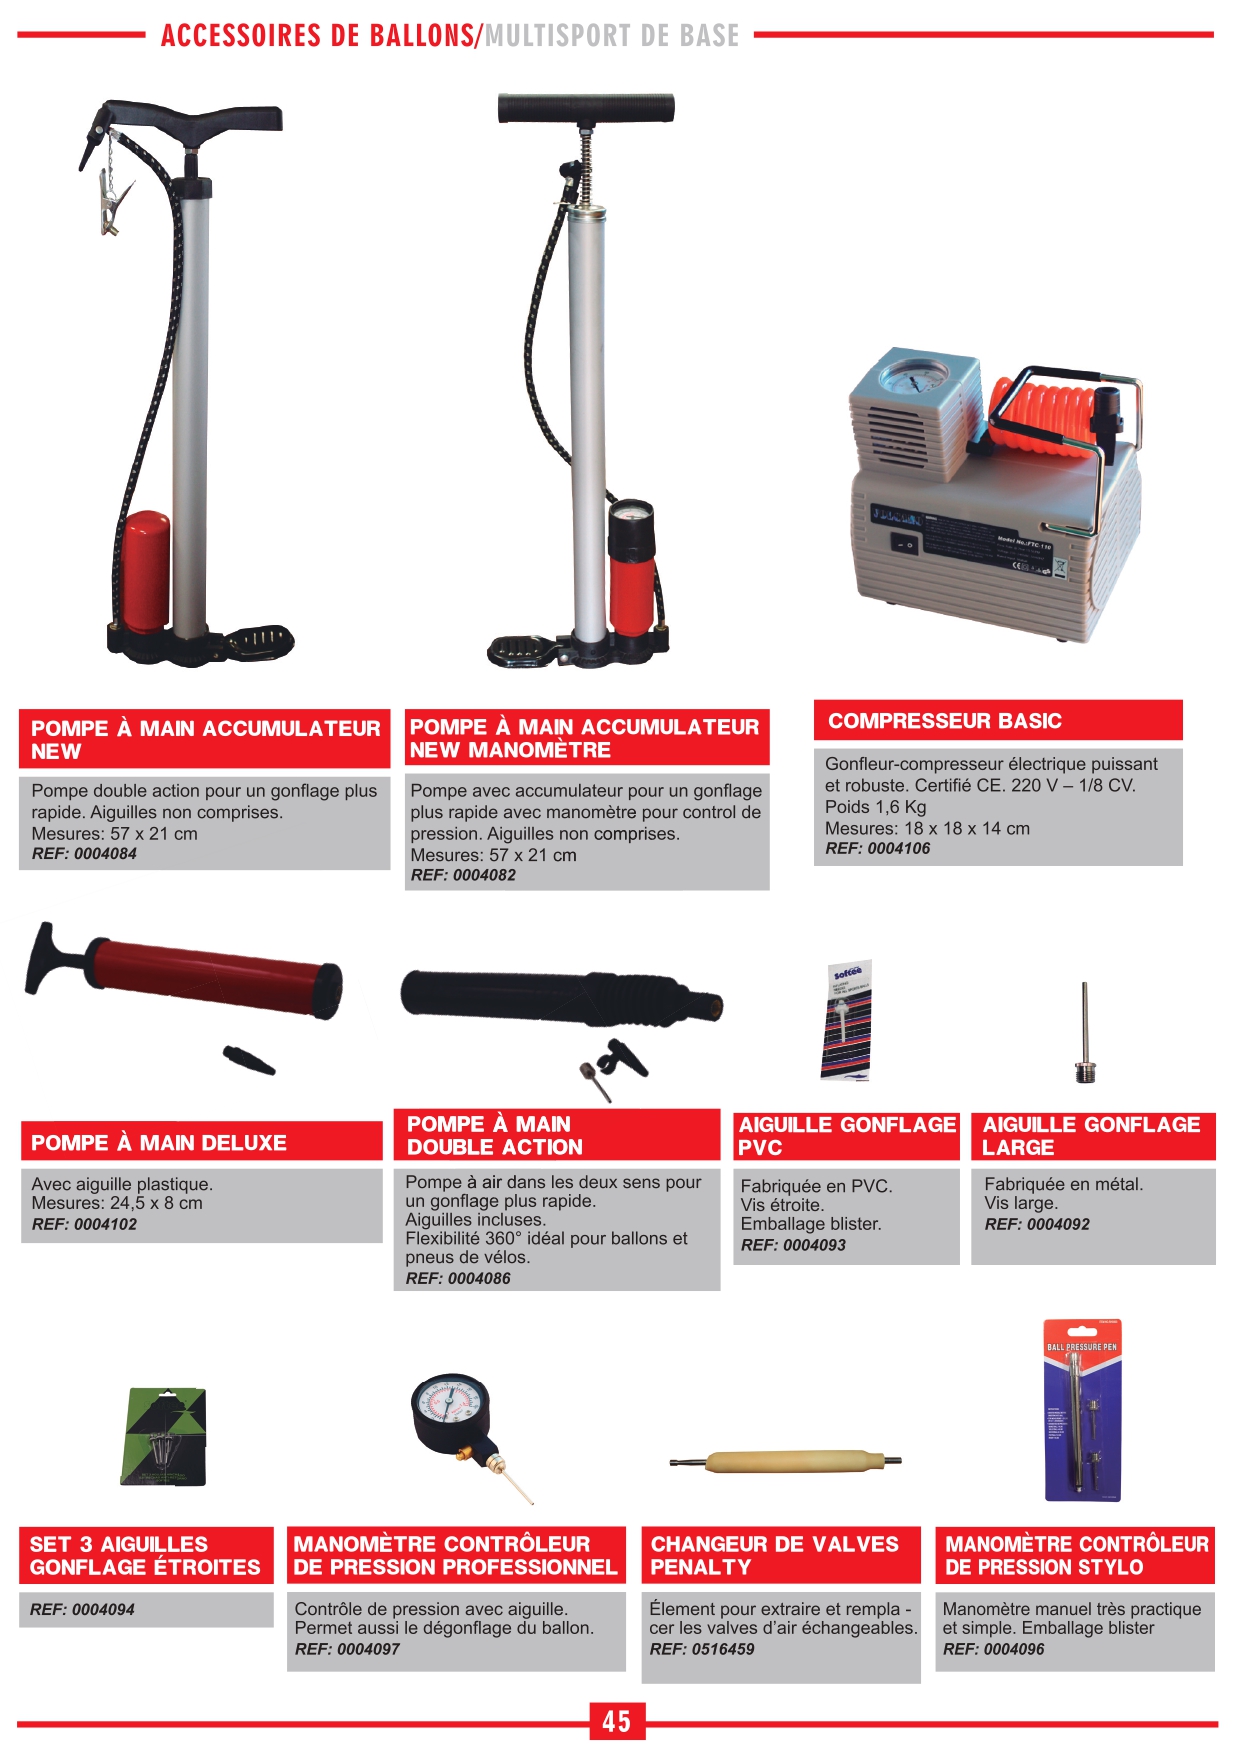 ACCESSOIRES DE BALLONS/MULTISPORT DE BASE
Model No.:FTC-110
POMPE À MAIN ACCUMULATEUR
NEW
Pompe double action pour un gonflage plus
rapide. Aiguilles non comprises.
Mesures: 57 x 21 cm
REF: 0004084
POMPE À MAIN ACCUMULATEUR
NEW MANOMÈTRE
Pompe avec accumulateur pour un gonflage
plus rapide avec manomètre pour control de
pression. Aiguilles non comprises.
Mesures: 57 x 21 cm
REF: 0004082
COMPRESSEUR BASIC
Gonfleur-compresseur électrique puissant
et robuste. Certifié CE. 220 V – 1/8 CV.
Poids 1,6 Kg
Mesures: 18 x 18 x 14 cm
REF: 0004106
softee
POMPE À MAIN DELUXE
Avec aiguille plastique.
Mesures: 24,5 x 8 cm
REF: 0004102
POMPE À MAIN
DOUBLE ACTION
Pompe à air dans les deux sens pour
un gonflage plus rapide.
Aiguilles incluses.
Flexibilité 360° idéal pour ballons et
pneus de vélos.
REF: 0004086
AIGUILLE GONFLAGE
PVC
Fabriquée en PVC.
Vis étroite.
Emballage blister.
REF: 0004093
AIGUILLE GONFLAGE
LARGE
Fabriquée en métal.
Vis large.
REF: 0004092
BALL PRESSURE PEN
SET 3 AIGUILLES
GONFLAGE ÉTROITES
REF: 0004094
MANOMÈTRE CONTRÔLEUR
DE PRESSION PROFESSIONNEL
Contrôle de pression avec aiguille.
Permet aussi le dégonflage du ballon.
REF: 0004097
CHANGEUR DE VALVES
PENALTY
Élement pour extraire et rempla -
cer les valves d'air échangeables.
REF: 0516459
MANOMÈTRE CONTRÔLEUR
DE PRESSION STYLO
Manomètre manuel très practique
et simple. Emballage blister
REF: 0004096
45